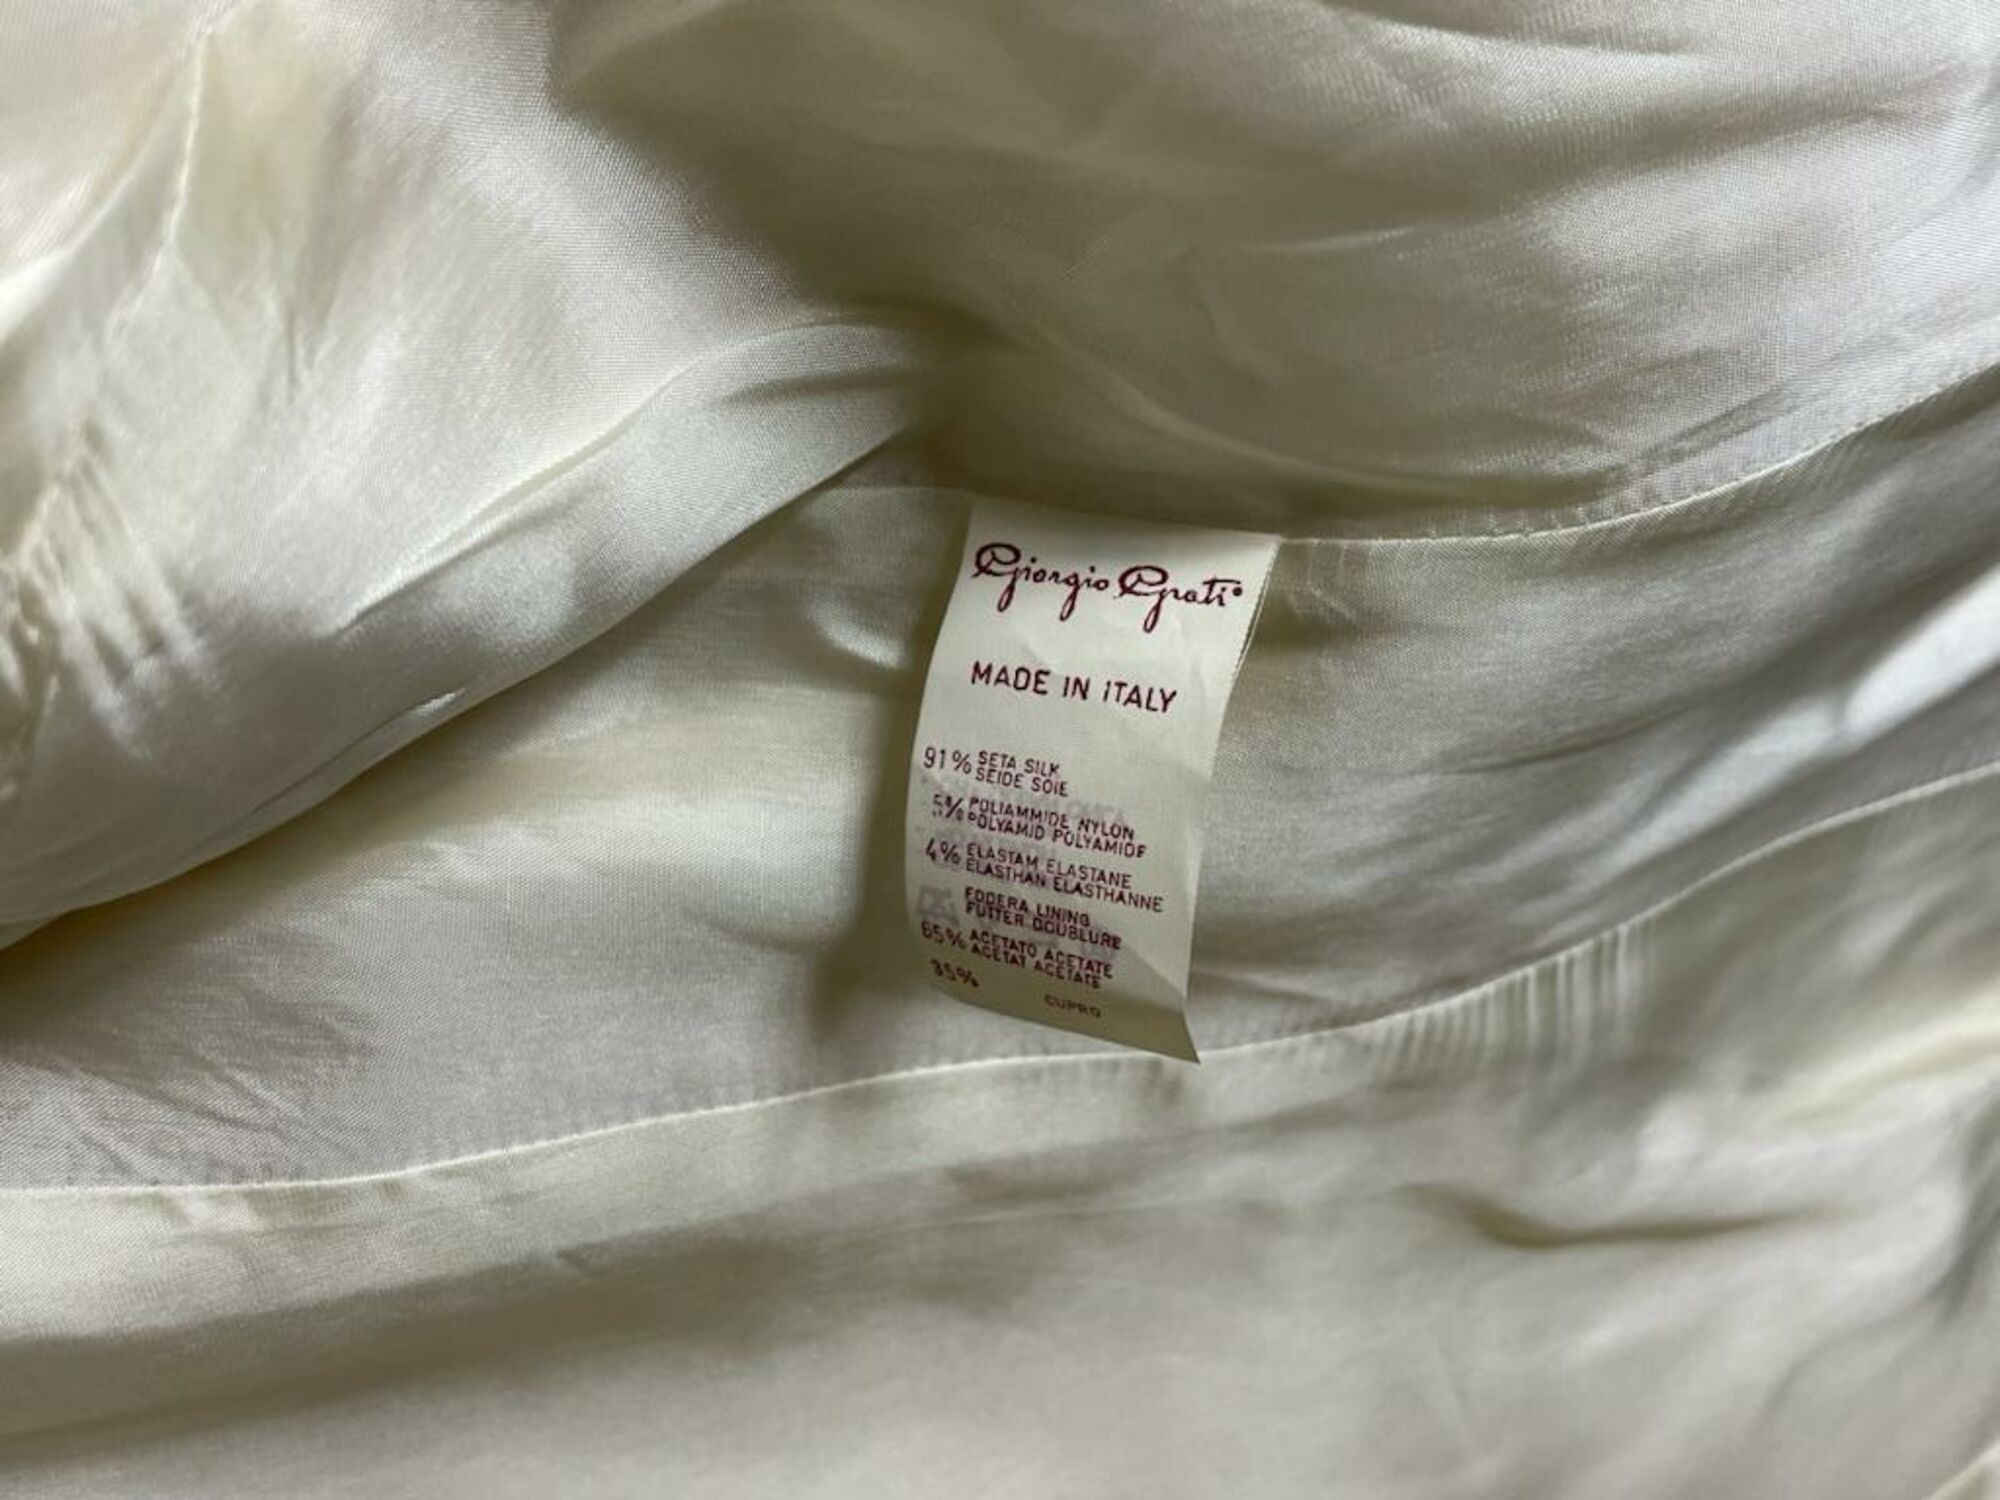 Giorgio Grati
MADE IN ITALY
91% SETA SILK
SEIDE SOIE
5% POLIAMMIDE NYLON
POLYAMID POLYAMIDE
4% ELASTAM ELASTANE
ELASTHAN ELASTHANNE
FODERA LINING
FUTTER DOUBLURE
65% ACETATO ACETATE
ACETAT ACETATE
35% CUPRO